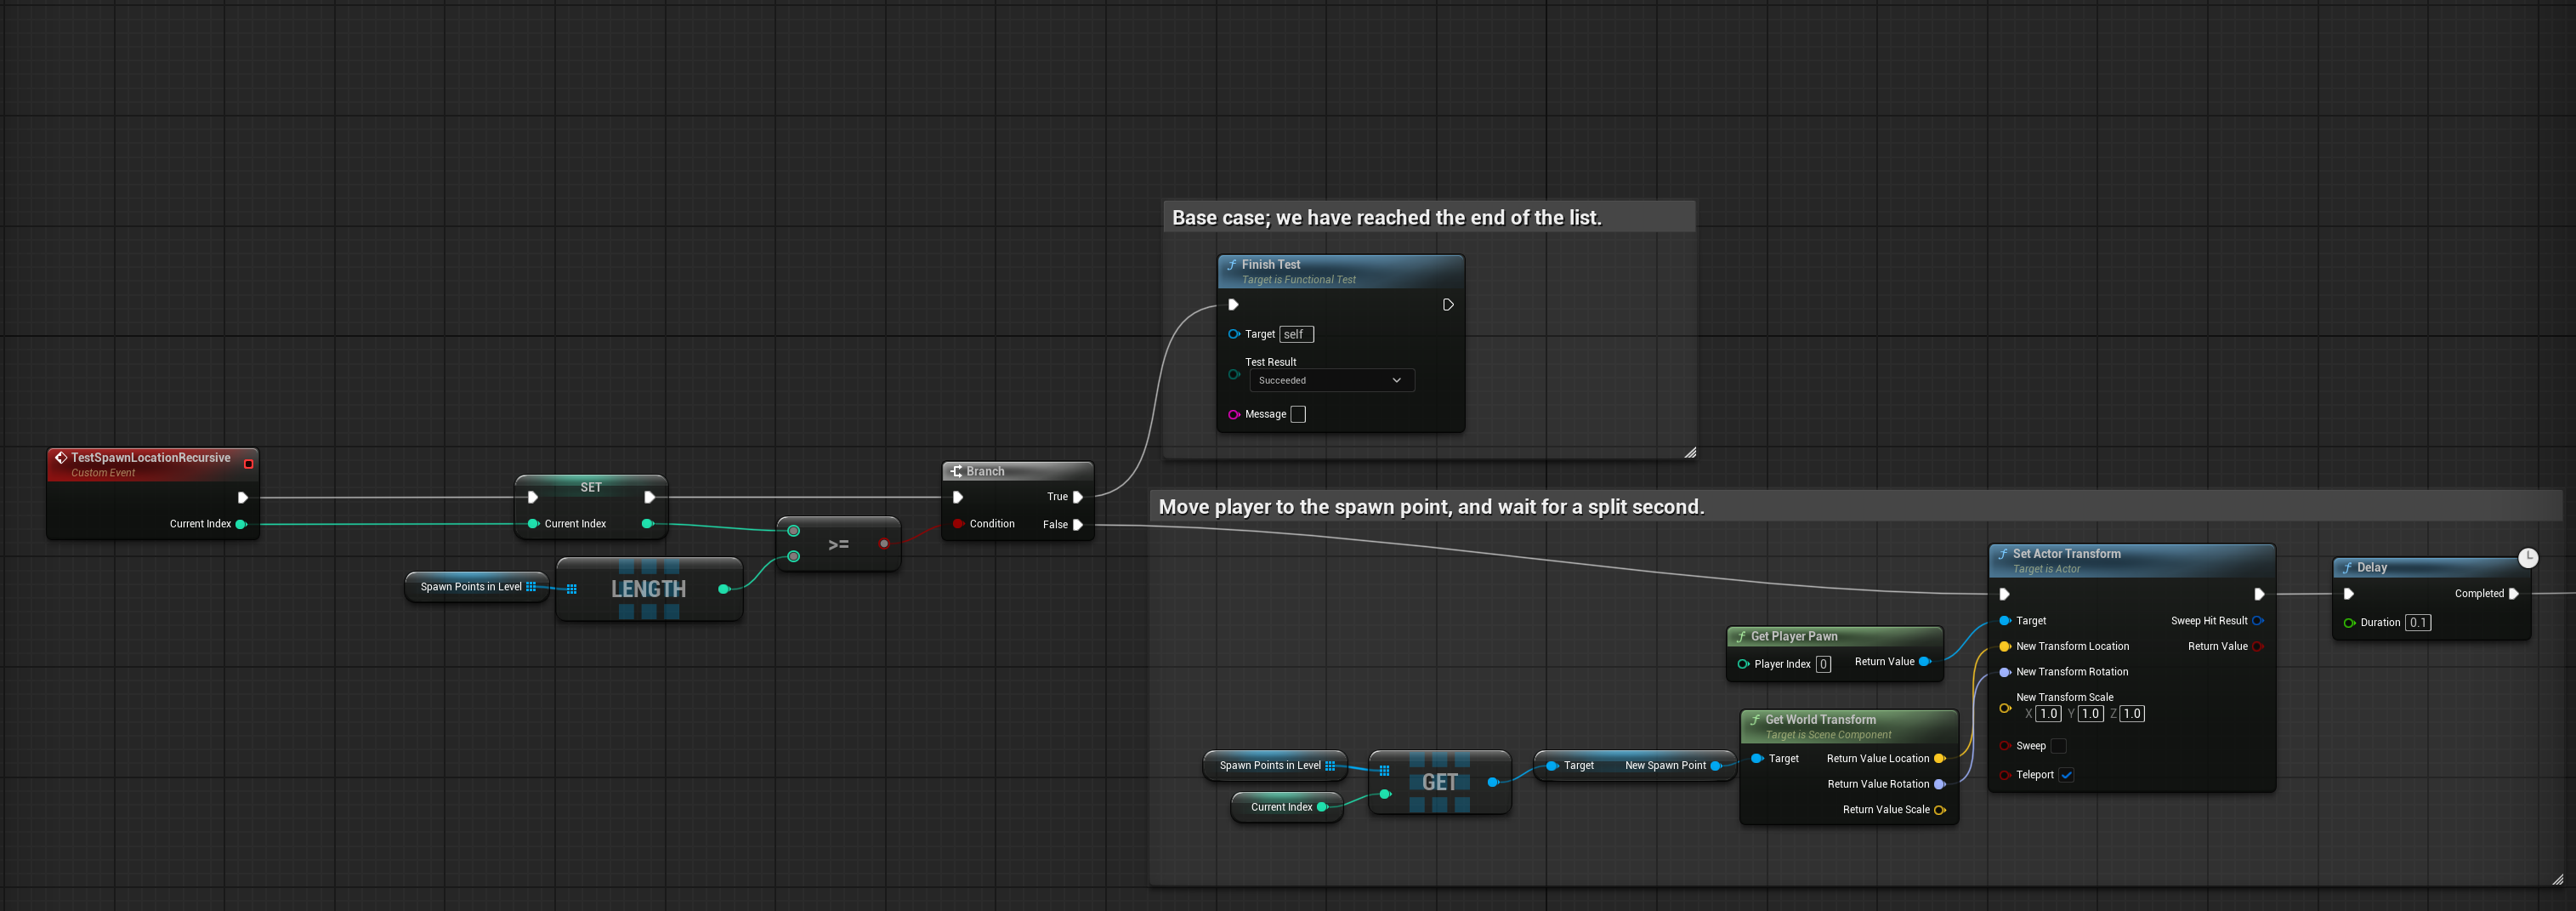 Base case; we have reached the end of the list.
Finish Test
Target is Functional Test
Target self
Test Result
Succeeded
Message
TestSpawnLocationRecursive
Custom Event
Current Index
SET
Current Index
Spawn Points in Level
LENGTH
>=
Branch
True
Condition False
Move player to the spawn point, and wait for a split second.
Set Actor Transform
Target is Actor
Target Sweep Hit Result
New Transform Location Return Value
New Transform Rotation
New Transform Scale
X 1.0 Y 1.0 Z 1.0
Sweep
Teleport
Delay
Completed
Duration 0.1
Get Player Pawn
Player Index 0 Return Value
Get World Transform
Target is Scene Component
Target Return Value Location
Return Value Rotation
Return Value Scale
Spawn Points in Level
Current Index
GET
Target New Spawn Point